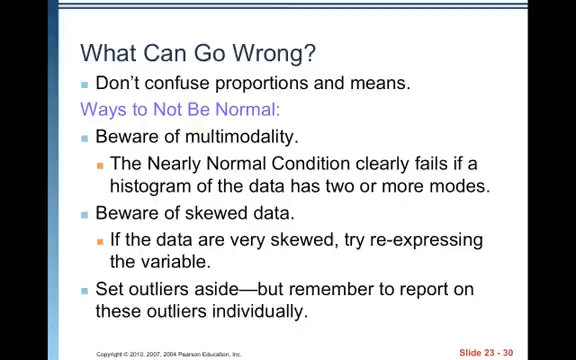 What Can Go Wrong?
Don't confuse proportions and means.
Ways to Not Be Normal:
Beware of multimodality.
The Nearly Normal Condition clearly fails if a
histogram of the data has two or more modes.
Beware of skewed data.
If the data are very skewed, try re-expressing
the variable.
Set outliers aside—but remember to report on
these outliers individually.
Copyright © 2010, 2007, 2004 Pearson Education, Inc.
Slide 23 - 30